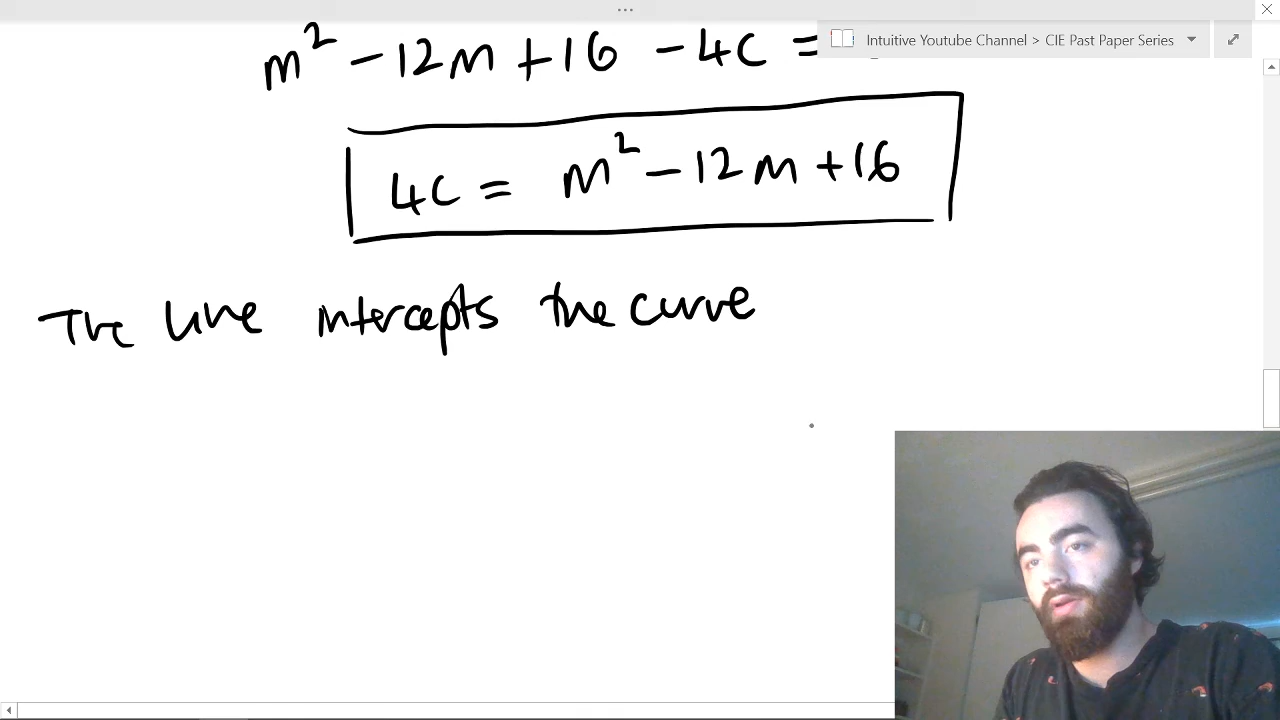 Intuitive Youtube Channel > CIE Past Paper Series
m² - 12m + 16 - 4c =
4c = m² - 12m + 16
The line intercepts the curve